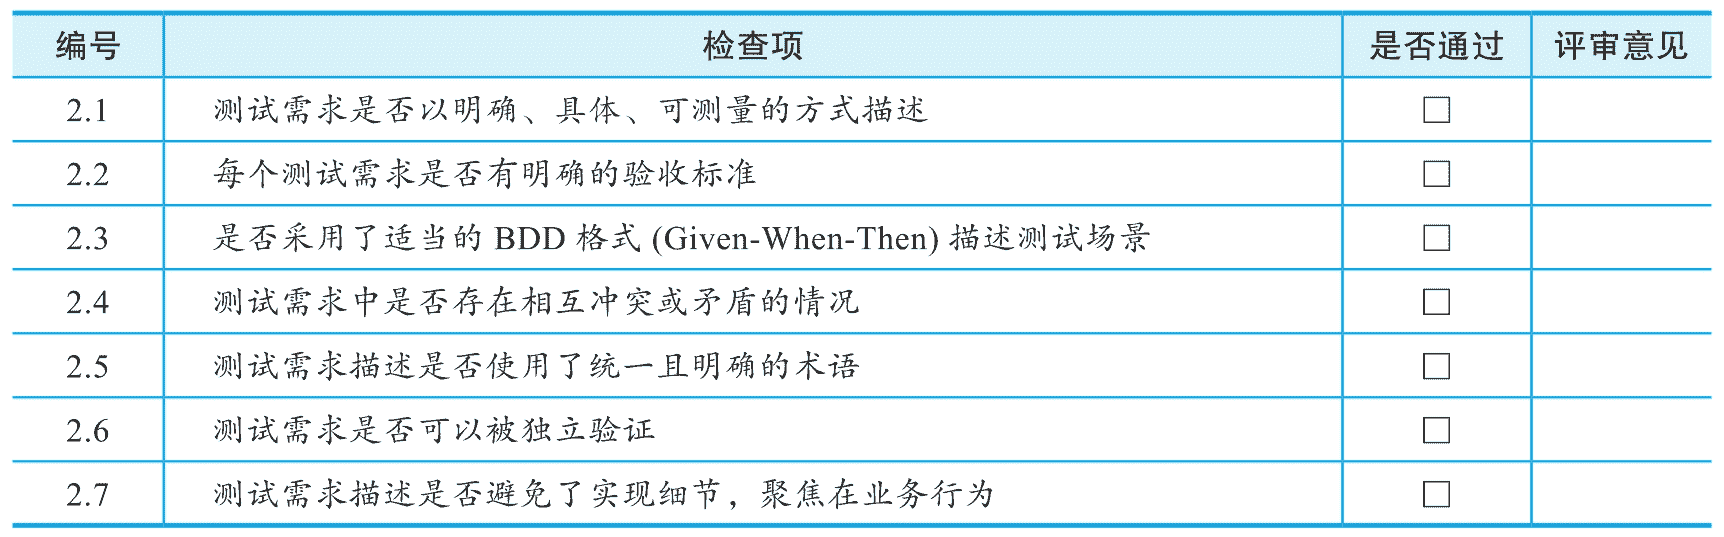 编号 检查项 是否通过 评审意见
2.1 测试需求是否以明确、具体、可测量的方式描述 □
2.2 每个测试需求是否有明确的验收标准 □
2.3 是否采用了适当的 BDD 格式 (Given-When-Then) 描述测试场景 □
2.4 测试需求中是否存在相互冲突或矛盾的情况 □
2.5 测试需求描述是否使用了统一且明确的术语 □
2.6 测试需求是否可以被独立验证 □
2.7 测试需求描述是否避免了实现细节，聚焦在业务行为 □